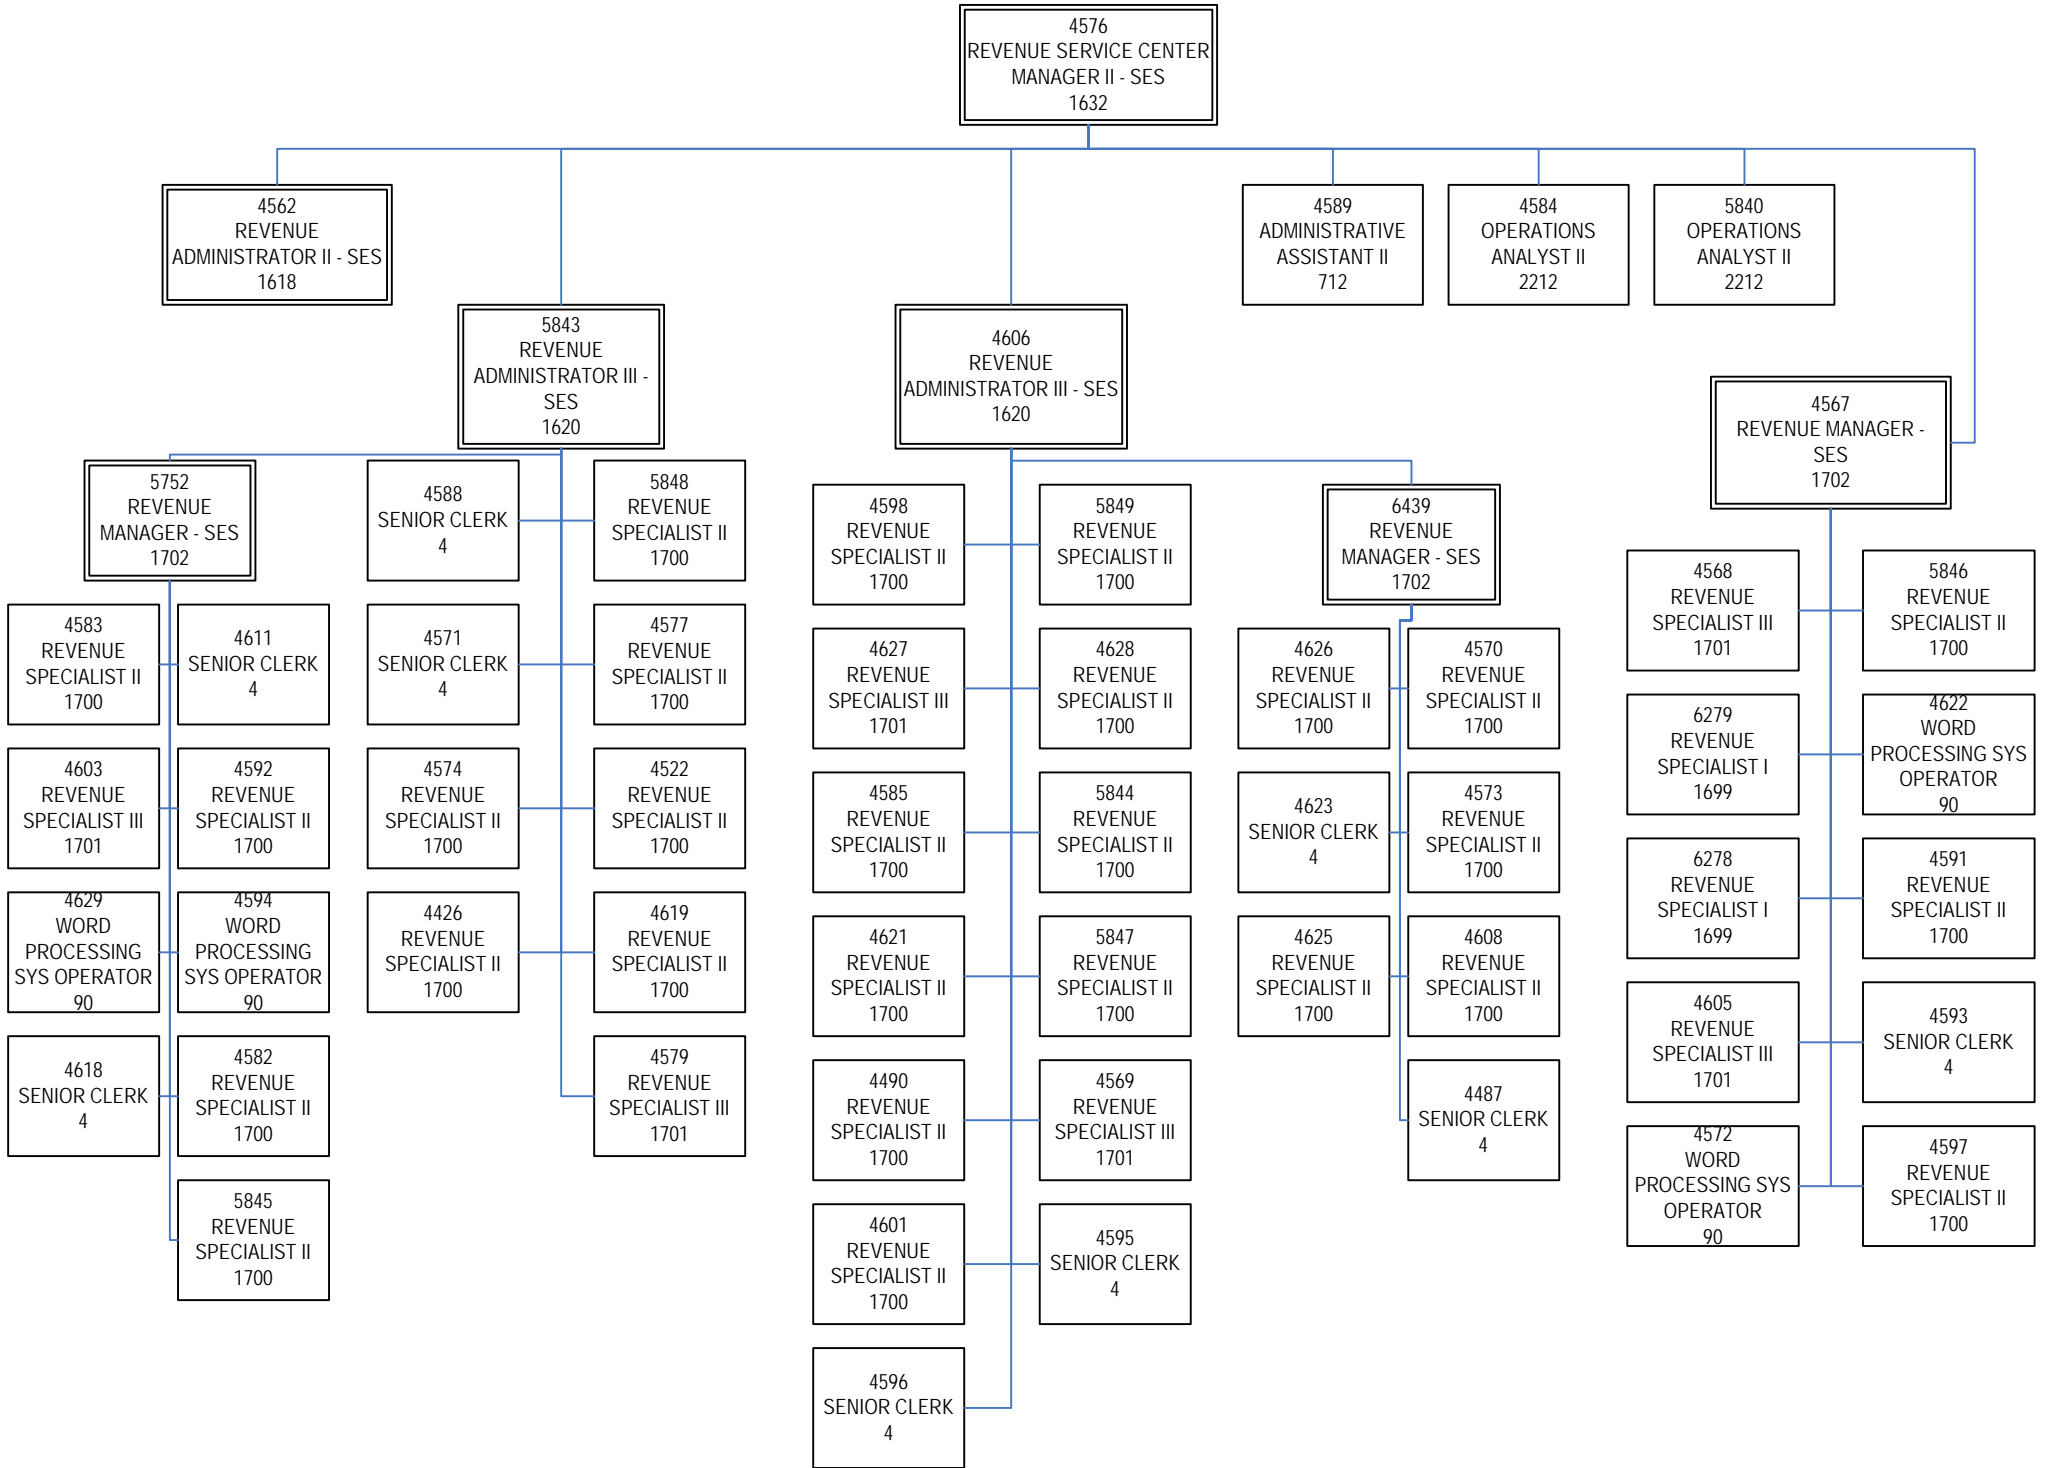 4576
REVENUE SERVICE CENTER
MANAGER II - SES
1632
4562
REVENUE
ADMINISTRATOR II - SES
1618
4589
ADMINISTRATIVE
ASSISTANT II
712
4584
OPERATIONS
ANALYST II
2212
5840
OPERATIONS
ANALYST II
2212
5843
REVENUE
ADMINISTRATOR III -
SES
1620
4606
REVENUE
ADMINISTRATOR III - SES
1620
4567
REVENUE MANAGER -
SES
1702
5752
REVENUE
MANAGER - SES
1702
4583
REVENUE
SPECIALIST II
1700
4611
SENIOR CLERK
4
4603
REVENUE
SPECIALIST III
1701
4592
REVENUE
SPECIALIST II
1700
4629
WORD
PROCESSING
SYS OPERATOR
90
4594
WORD
PROCESSING
SYS OPERATOR
90
4618
SENIOR CLERK
4
4582
REVENUE
SPECIALIST II
1700
5845
REVENUE
SPECIALIST II
1700
4588
SENIOR CLERK
4
5848
REVENUE
SPECIALIST II
1700
4571
SENIOR CLERK
4
4577
REVENUE
SPECIALIST II
1700
4574
REVENUE
SPECIALIST II
1700
4522
REVENUE
SPECIALIST II
1700
4426
REVENUE
SPECIALIST II
1700
4619
REVENUE
SPECIALIST II
1700
4579
REVENUE
SPECIALIST III
1701
4598
REVENUE
SPECIALIST II
1700
5849
REVENUE
SPECIALIST II
1700
4627
REVENUE
SPECIALIST III
1701
4628
REVENUE
SPECIALIST II
1700
4585
REVENUE
SPECIALIST II
1700
5844
REVENUE
SPECIALIST II
1700
4621
REVENUE
SPECIALIST II
1700
5847
REVENUE
SPECIALIST II
1700
4490
REVENUE
SPECIALIST II
1700
4569
REVENUE
SPECIALIST III
1701
4601
REVENUE
SPECIALIST II
1700
4595
SENIOR CLERK
4
4596
SENIOR CLERK
4
6439
REVENUE
MANAGER - SES
1702
4626
REVENUE
SPECIALIST II
1700
4570
REVENUE
SPECIALIST II
1700
4623
SENIOR CLERK
4
4573
REVENUE
SPECIALIST II
1700
4625
REVENUE
SPECIALIST II
1700
4608
REVENUE
SPECIALIST II
1700
4487
SENIOR CLERK
4
4568
REVENUE
SPECIALIST III
1701
5846
REVENUE
SPECIALIST II
1700
6279
REVENUE
SPECIALIST I
1699
4622
WORD
PROCESSING SYS
OPERATOR
90
6278
REVENUE
SPECIALIST I
1699
4591
REVENUE
SPECIALIST II
1700
4605
REVENUE
SPECIALIST III
1701
4593
SENIOR CLERK
4
4572
WORD
PROCESSING SYS
OPERATOR
90
4597
REVENUE
SPECIALIST II
1700